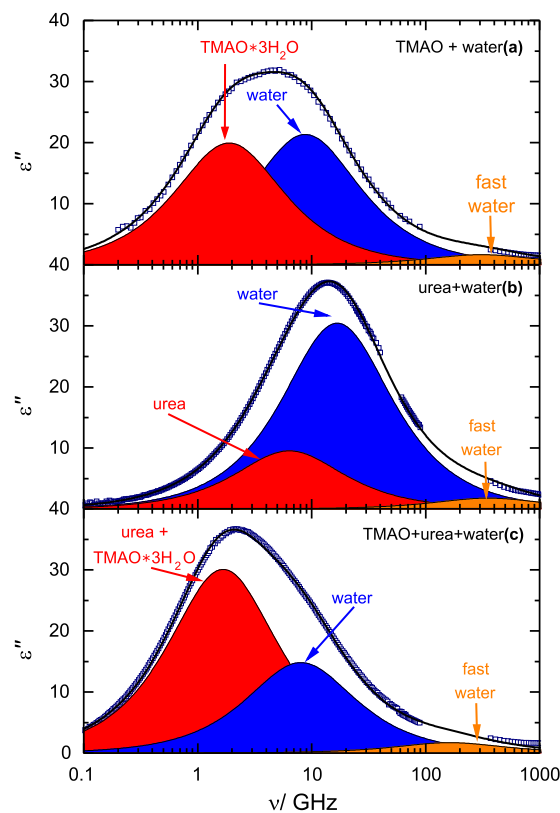 40
TMAO*3H2O
TMAO + water(a)
water
30
ε″
20
fast
water
10
40
urea+water(b)
water
30
ε″
20
urea
fast
water
10
40
urea +
TMAO*3H2O
TMAO+urea+water(c)
30
water
ε″
20
fast
water
10
0
0.1 1 10 100 1000
ν/ GHz